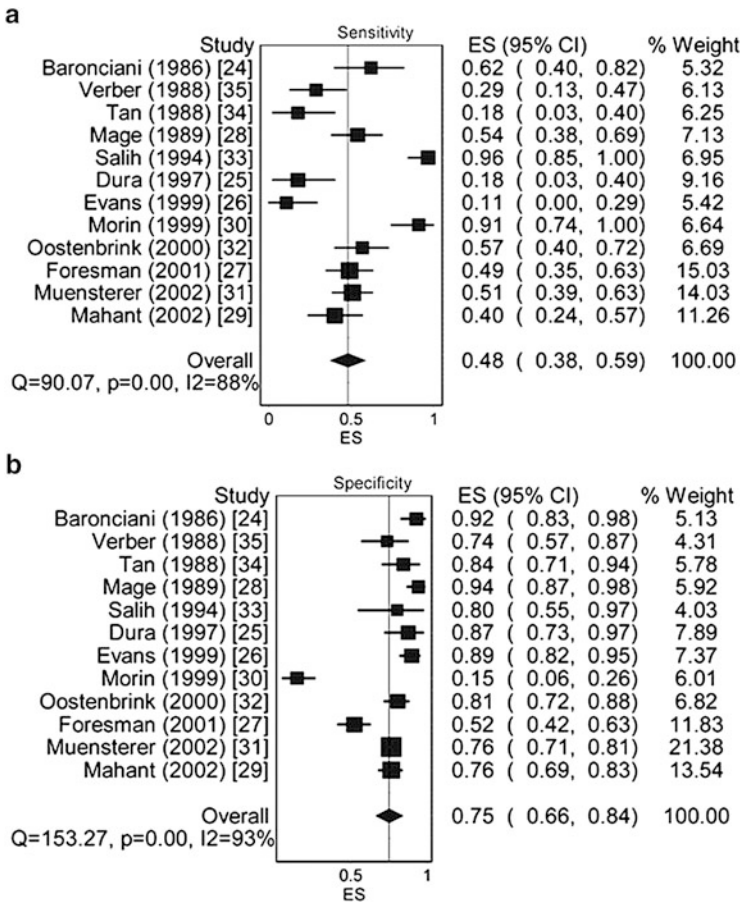 a
Study Sensitivity ES (95% CI) % Weight
Baronciani (1986) [24] 0.62 ( 0.40, 0.82) 5.32
Verber (1988) [35] 0.29 ( 0.13, 0.47) 6.13
Tan (1988) [34] 0.18 ( 0.03, 0.40) 6.25
Mage (1989) [28] 0.54 ( 0.38, 0.69) 7.13
Salih (1994) [33] 0.96 ( 0.85, 1.00) 6.95
Dura (1997) [25] 0.18 ( 0.03, 0.40) 9.16
Evans (1999) [26] 0.11 ( 0.00, 0.29) 5.42
Morin (1999) [30] 0.91 ( 0.74, 1.00) 6.64
Oostenbrink (2000) [32] 0.57 ( 0.40, 0.72) 6.69
Foresman (2001) [27] 0.49 ( 0.35, 0.63) 15.03
Muensterer (2002) [31] 0.51 ( 0.39, 0.63) 14.03
Mahant (2002) [29] 0.40 ( 0.24, 0.57) 11.26
Overall 0.48 ( 0.38, 0.59) 100.00
Q=90.07, p=0.00, I2=88%
0 0.5 1
ES
b
Study Specificity ES (95% CI) % Weight
Baronciani (1986) [24] 0.92 ( 0.83, 0.98) 5.13
Verber (1988) [35] 0.74 ( 0.57, 0.87) 4.31
Tan (1988) [34] 0.84 ( 0.71, 0.94) 5.78
Mage (1989) [28] 0.94 ( 0.87, 0.98) 5.92
Salih (1994) [33] 0.80 ( 0.55, 0.97) 4.03
Dura (1997) [25] 0.87 ( 0.73, 0.97) 7.89
Evans (1999) [26] 0.89 ( 0.82, 0.95) 7.37
Morin (1999) [30] 0.15 ( 0.06, 0.26) 6.01
Oostenbrink (2000) [32] 0.81 ( 0.72, 0.88) 6.82
Foresman (2001) [27] 0.52 ( 0.42, 0.63) 11.83
Muensterer (2002) [31] 0.76 ( 0.71, 0.81) 21.38
Mahant (2002) [29] 0.76 ( 0.69, 0.83) 13.54
Overall 0.75 ( 0.66, 0.84) 100.00
Q=153.27, p=0.00, I2=93%
0.5 1
ES